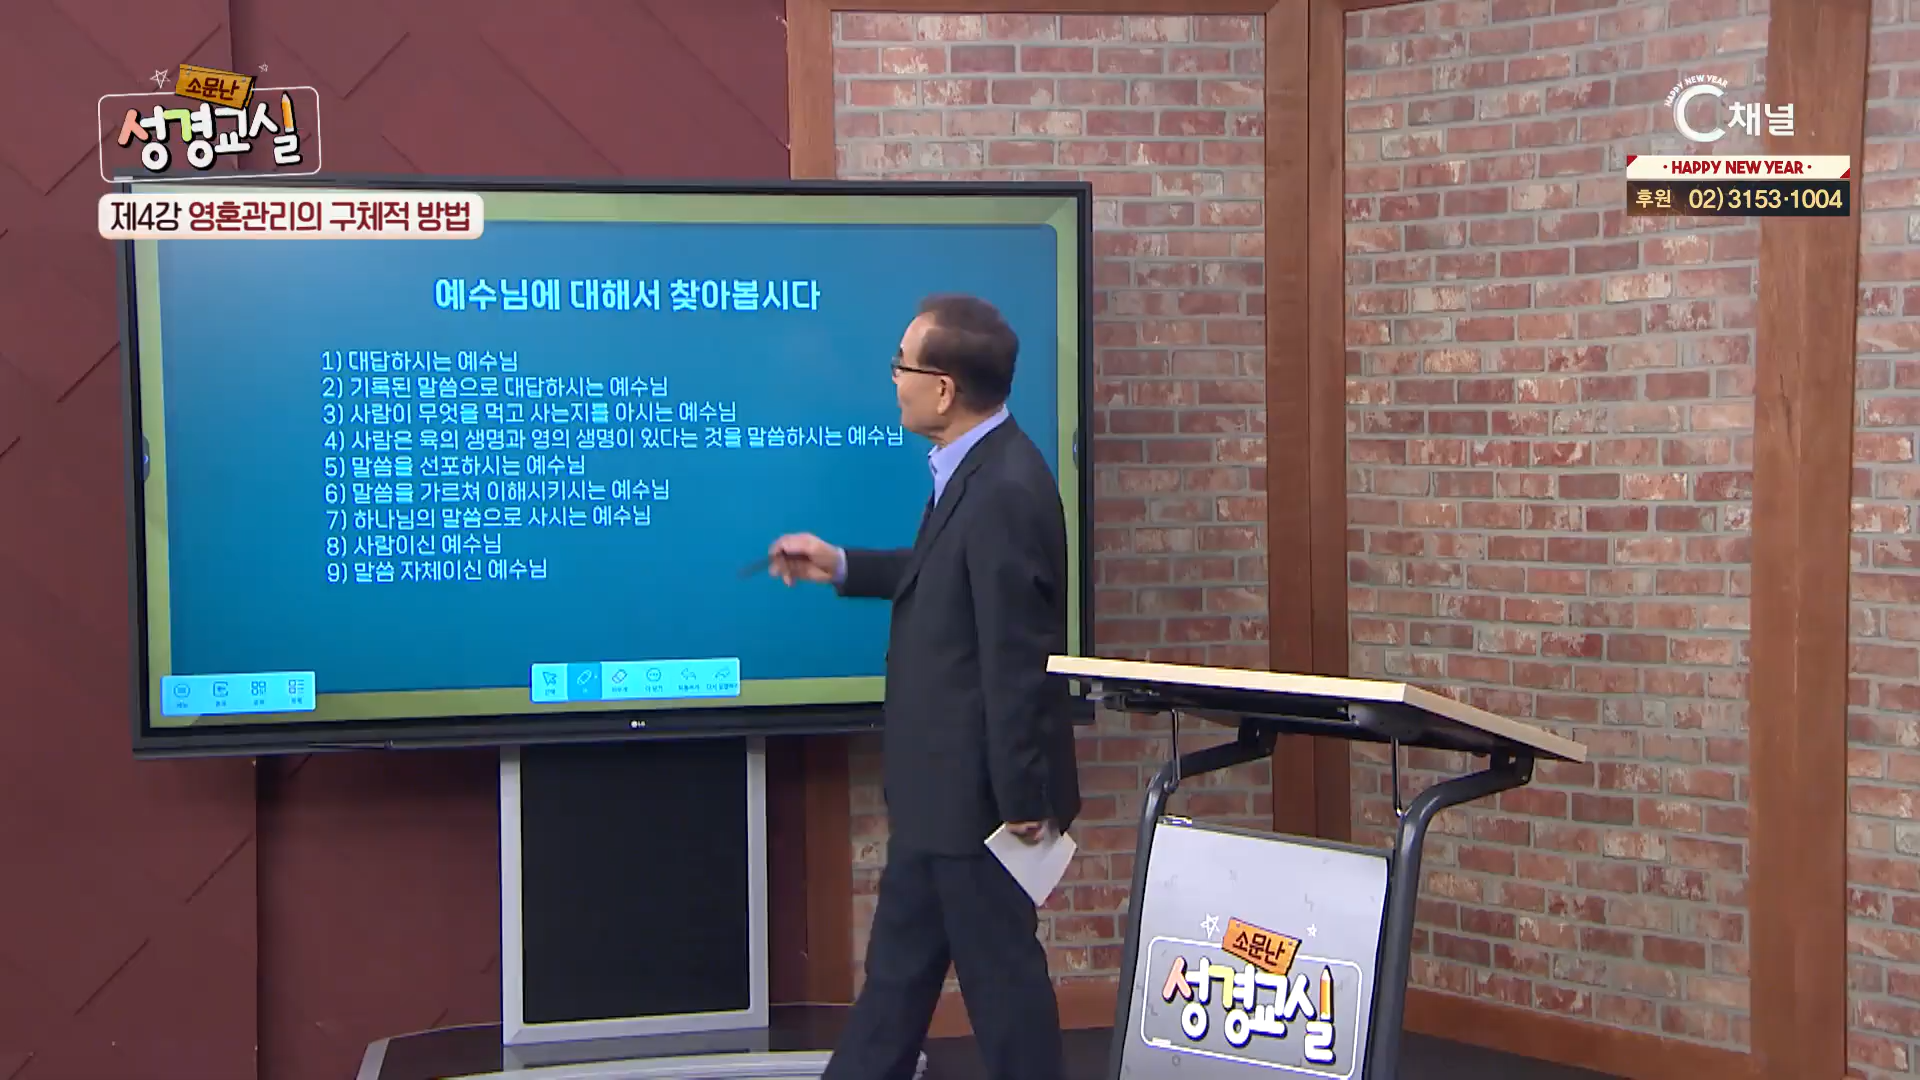 소문난
성경교실
제4강 영혼관리의 구체적 방법
HAPPY NEW YEAR
C채널
· HAPPY NEW YEAR ·
후원 02) 3153·1004
예수님에 대해서 찾아봅시다
1) 대답하시는 예수님
2) 기록된 말씀으로 대답하시는 예수님
3) 사람이 무엇을 먹고 사는지를 아시는 예수님
4) 사람은 육의 생명과 영의 생명이 있다는 것을 말씀하시는 예수님
5) 말씀을 선포하시는 예수님
6) 말씀을 가르쳐 이해시키시는 예수님
7) 하나님의 말씀으로 사시는 예수님
8) 사람이신 예수님
9) 말씀 자체이신 예수님
LG
소문난
성경교실